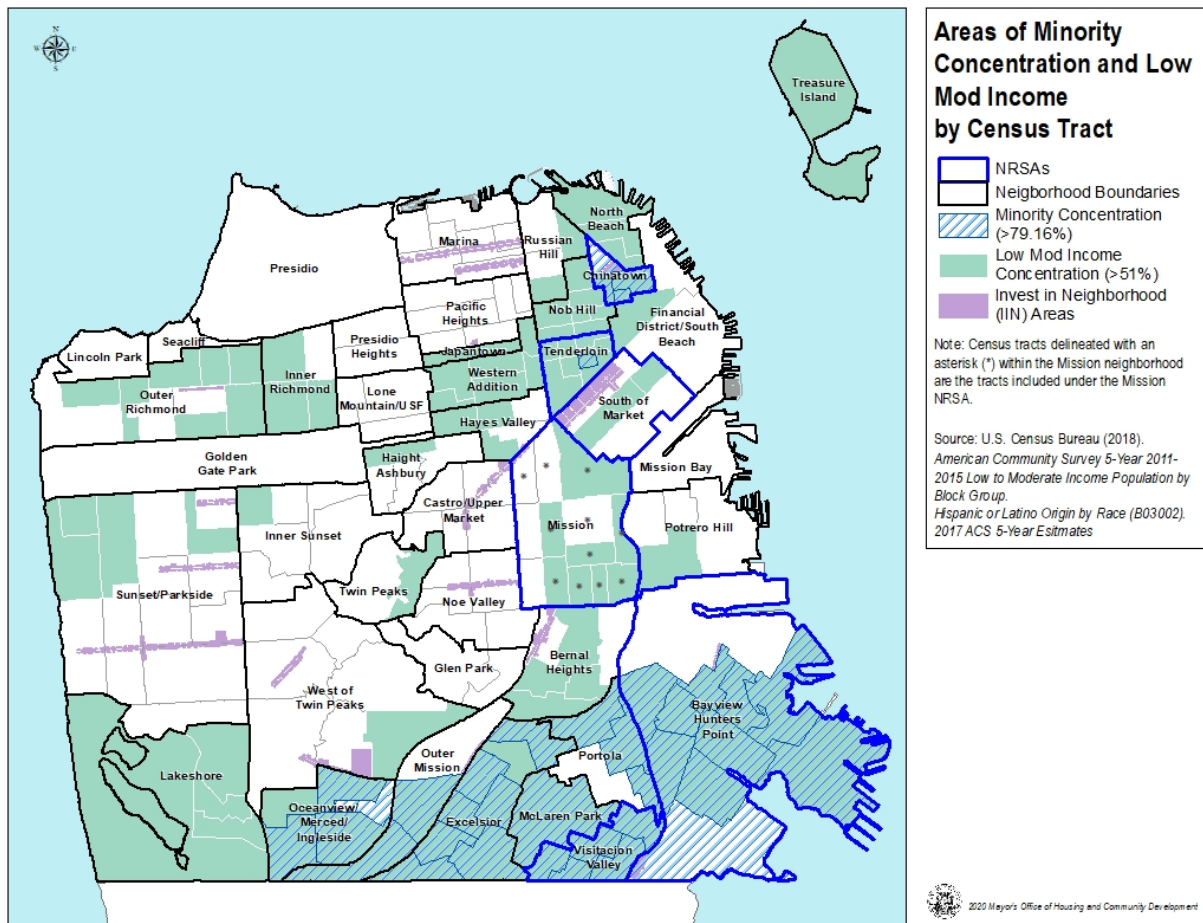 N
W E
S
Treasure
Island
North
Beach
Marina
Russian
Hill
Presidio
Chinatown
Pacific
Heights
Nob Hill
Financial
District/South
Beach
Seacliff
Lincoln Park
Presidio
Heights
Japantown
Tenderloin
Inner
Richmond
Western
Addition
Outer
Richmond
Lone
Mountain/USF
South of
Market
Hayes Valley
Golden
Gate Park
Haight
Ashbury
Mission Bay
Castro/Upper
Market
Mission
Potrero Hill
Inner Sunset
Twin Peaks
Sunset/Parkside
Noe Valley
Bernal
Heights
Glen Park
West of
Twin Peaks
Bayview
Hunters
Point
Outer
Mission
Portola
Lakeshore
Oceanview/
Merced/
Ingleside
Excelsior
McLaren Park
Visitacion
Valley
Areas of Minority
Concentration and Low
Mod Income
by Census Tract
NRSAs
Neigborhood Boundaries
Minority Concentration
(>79.16%)
Low Mod Income
Concentration (>51%)
Invest in Neighborhood
(IIN) Areas
Note: Census tracts delineated with an
asterisk (*) within the Mission neighborhood
are the tracts included under the Mission
NRSA.
Source: U.S. Census Bureau (2018).
American Community Survey 5-Year 2011-
2015 Low to Moderate Income Population by
Block Group.
Hispanic or Latino Origin by Race (B03002).
2017 ACS 5-Year Esitmates
2020 Mayor's Office of Housing and Community Development